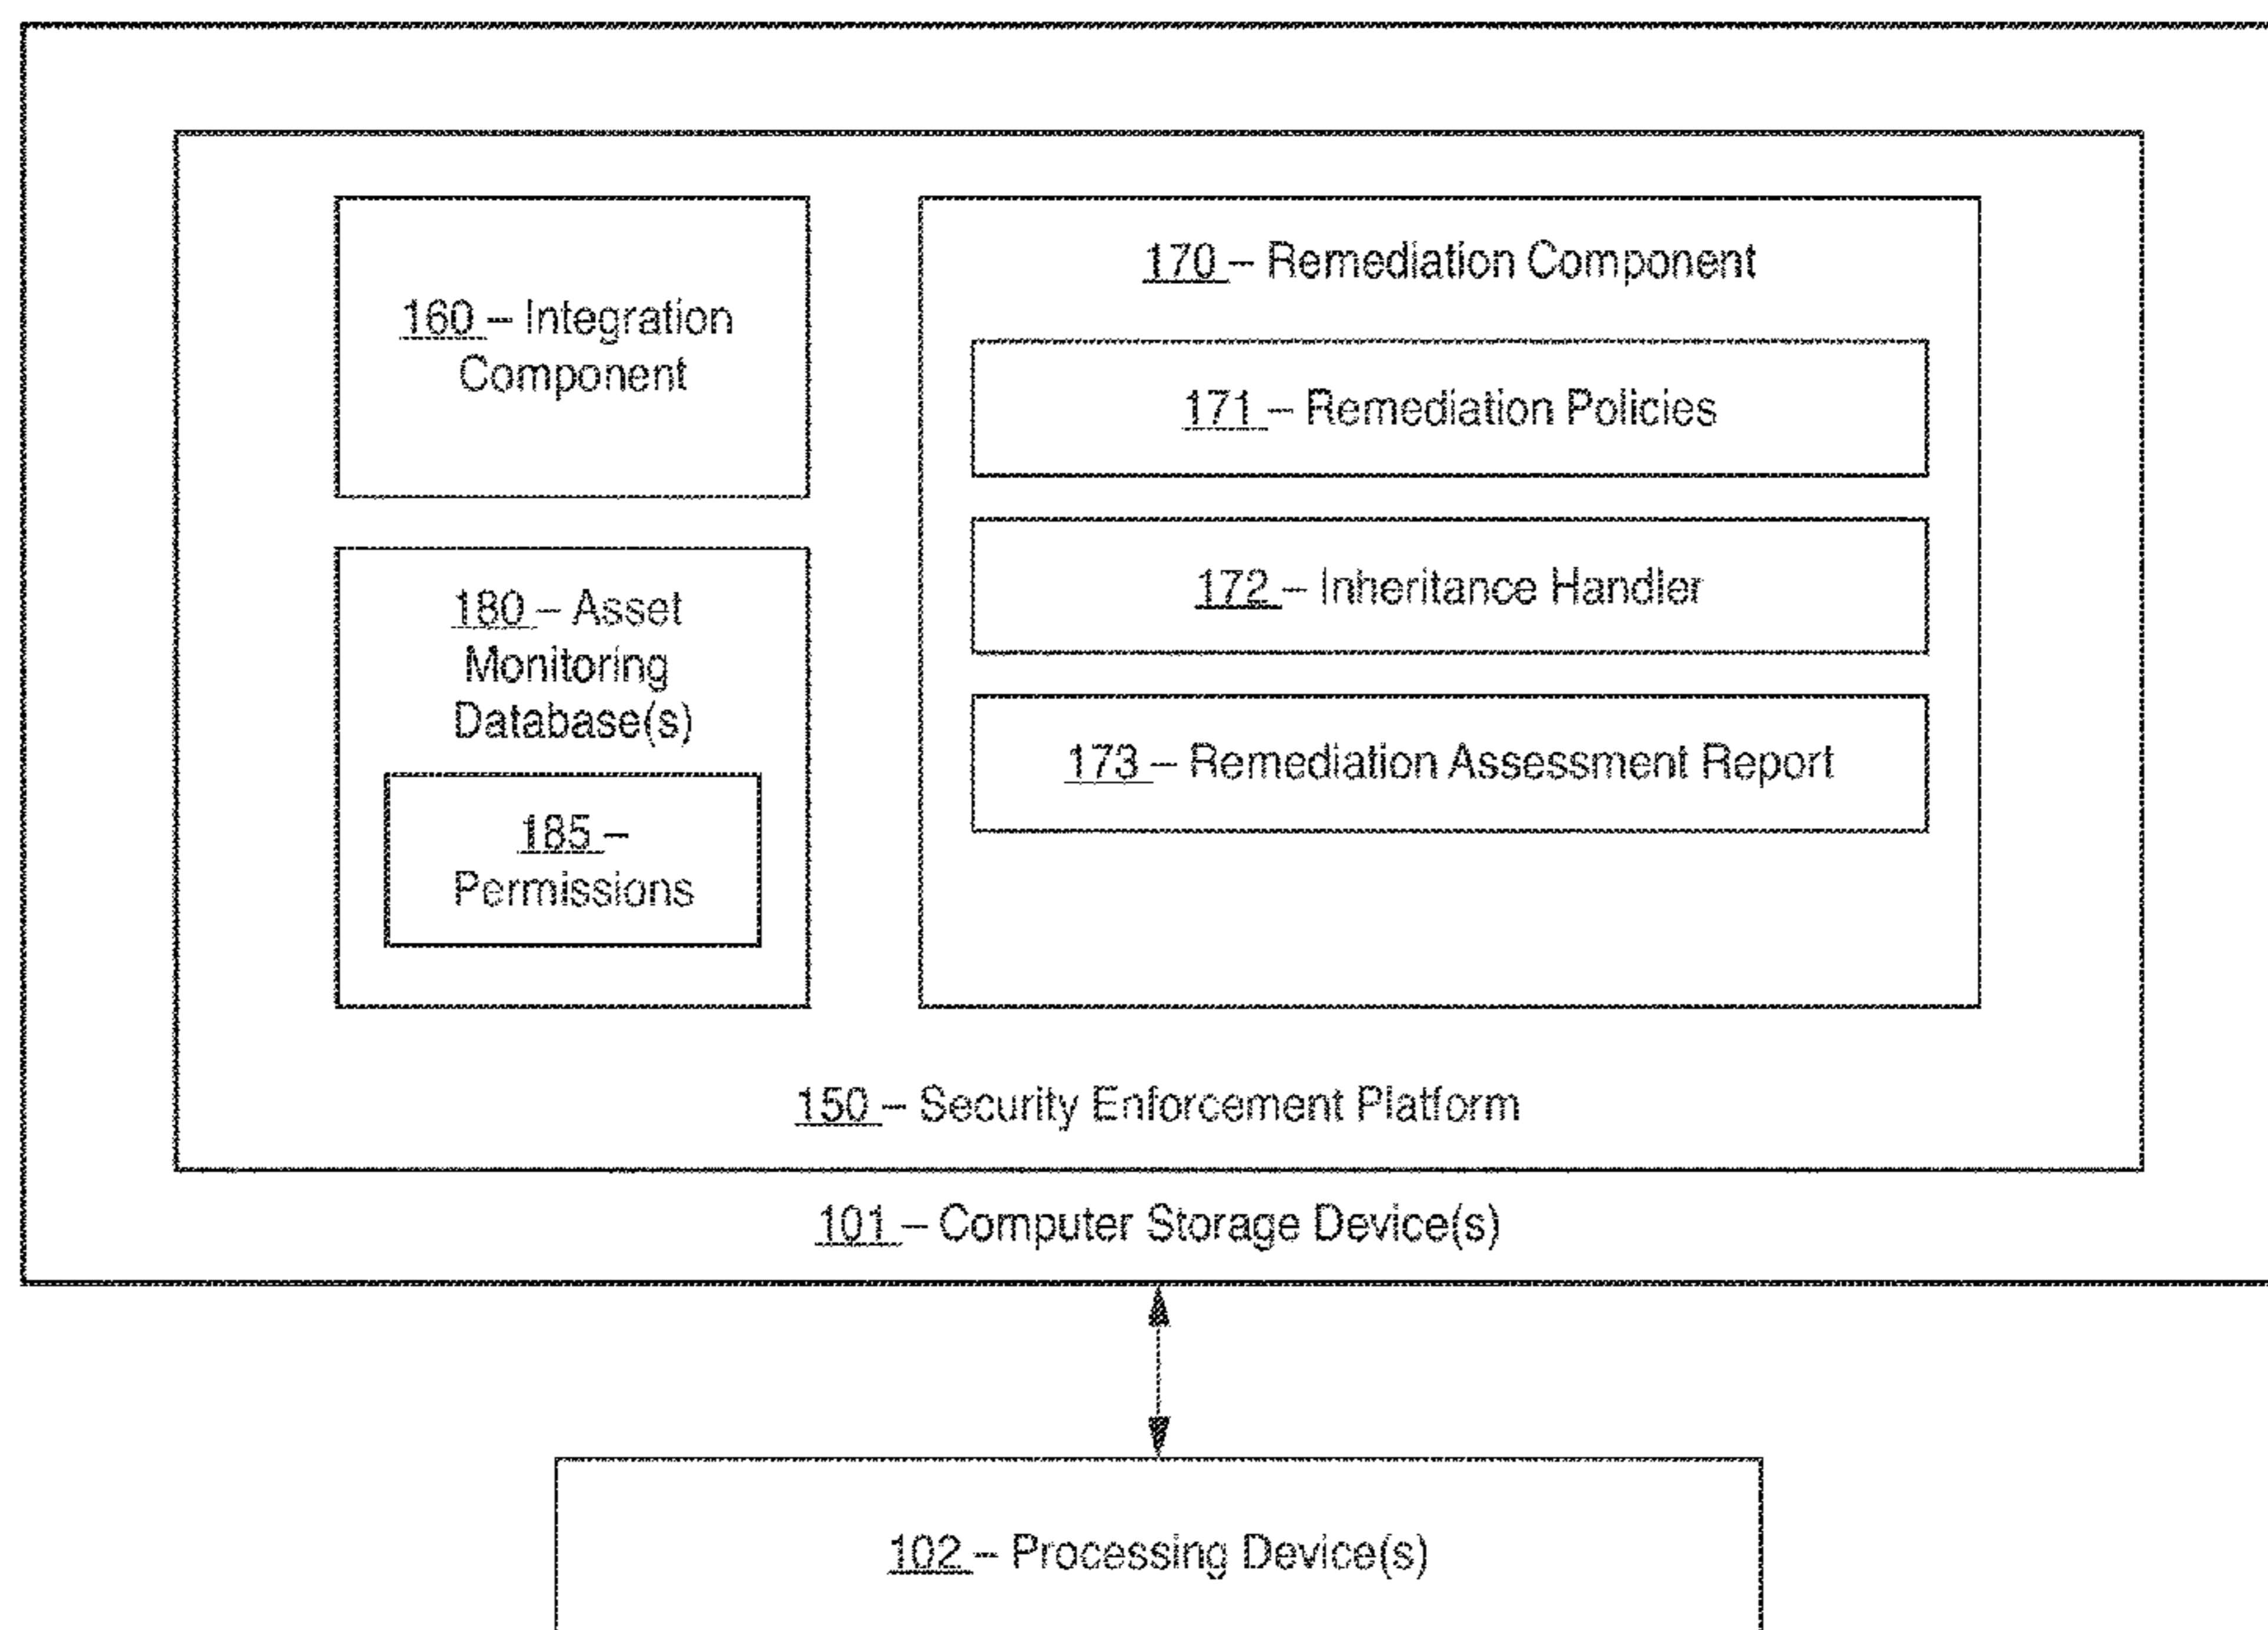 160 – Integration
Component
180 – Asset
Monitoring
Database(s)
185 –
Permissions
170 – Remediation Component
171 – Remediation Policies
172 – Inheritance Handler
173 – Remediation Assessment Report
150 – Security Enforcement Platform
101 – Computer Storage Device(s)
102 – Processing Device(s)